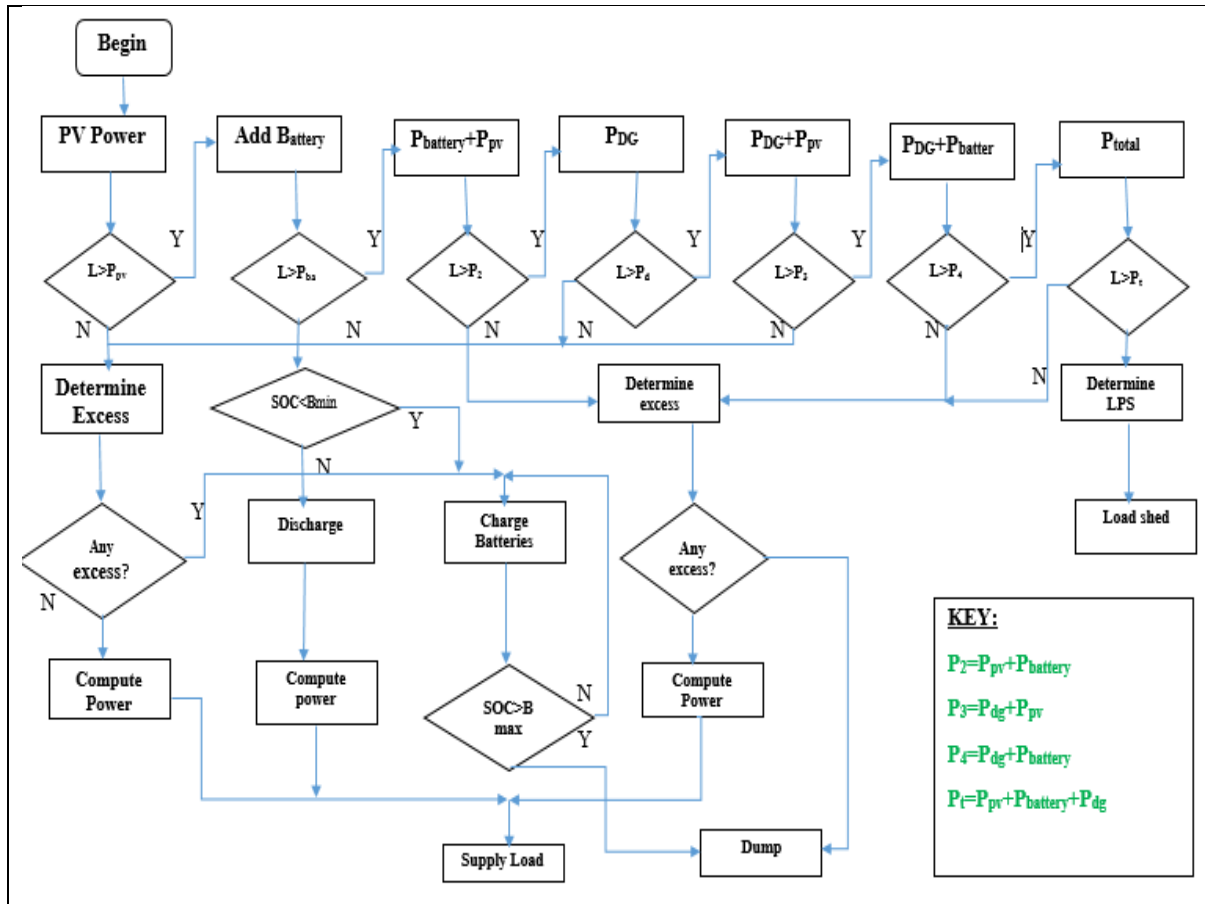 Begin
PV Power
Add Battery
Pbattery+Ppv
PDG
PDG+Ppv
PDG+Pbatter
Ptotal
Y
Y
Y
Y
Y
Y
L>Ppv
L>Pba
L>P2
L>Pd
L>P3
L>P4
L>Pt
N
N
N
N
N
N
N
Determine
Excess
SOC<Bmin
Y
N
Determine
excess
Determine
LPS
Y
Any
excess?
N
Discharge
Charge
Batteries
Any
excess?
Load shed
Compute
Power
Compute
power
SOC>B
max
N
Y
Compute
Power
Supply Load
Dump
KEY:
P2=Ppv+Pbattery
P3=Pdg+Ppv
P4=Pdg+Pbattery
Pt=Ppv+Pbattery+Pdg